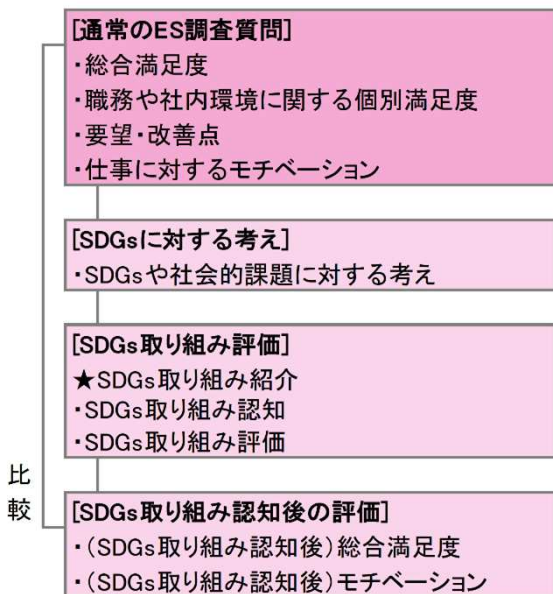 [通常のES調査質問]
・総合満足度
・職務や社内環境に関する個別満足度
・要望・改善点
・仕事に対するモチベーション
[SDGsに対する考え]
・SDGsや社会的課題に対する考え
[SDGs取り組み評価]
★SDGs取り組み紹介
・SDGs取り組み認知
・SDGs取り組み評価
比較
[SDGs取り組み認知後の評価]
・(SDGs取り組み認知後)総合満足度
・(SDGs取り組み認知後)モチベーション